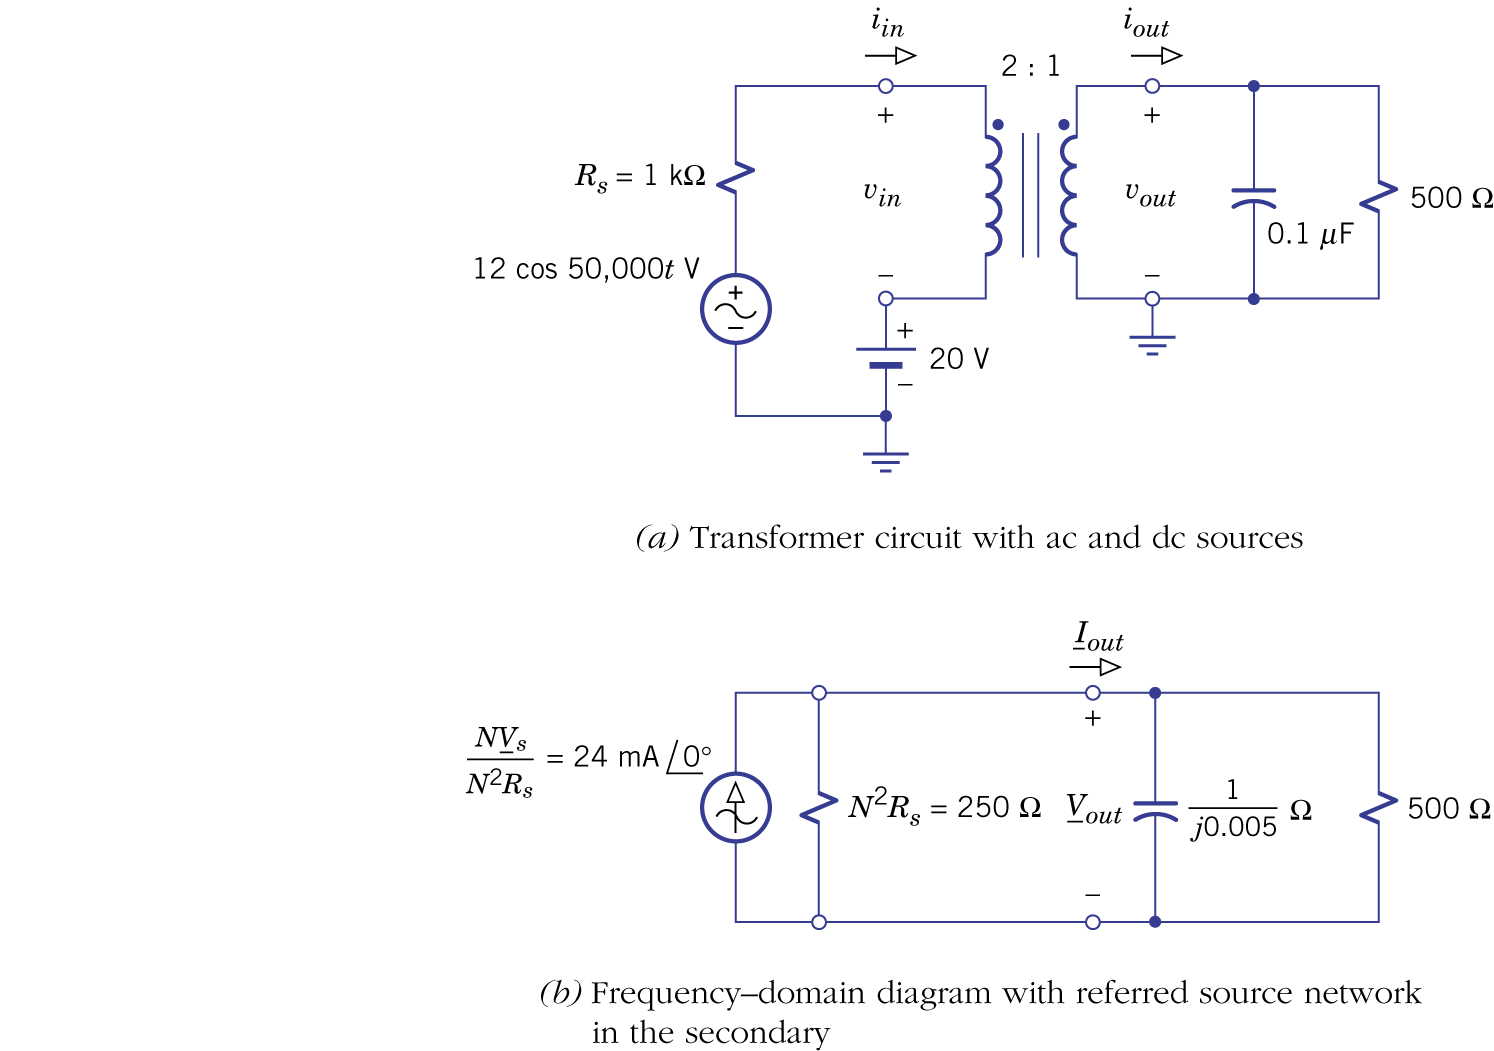 i_in
i_out
2 : 1
+
+
R_s = 1 kΩ
v_in
v_out
500 Ω
0.1 μF
12 cos 50,000t V
+
−
−
−
+
20 V
−
(a) Transformer circuit with ac and dc sources
I_out
+
NV_s / N²R_s = 24 mA /0°
N²R_s = 250 Ω
V_out
1 / j0.005 Ω
500 Ω
−
(b) Frequency–domain diagram with referred source network
in the secondary